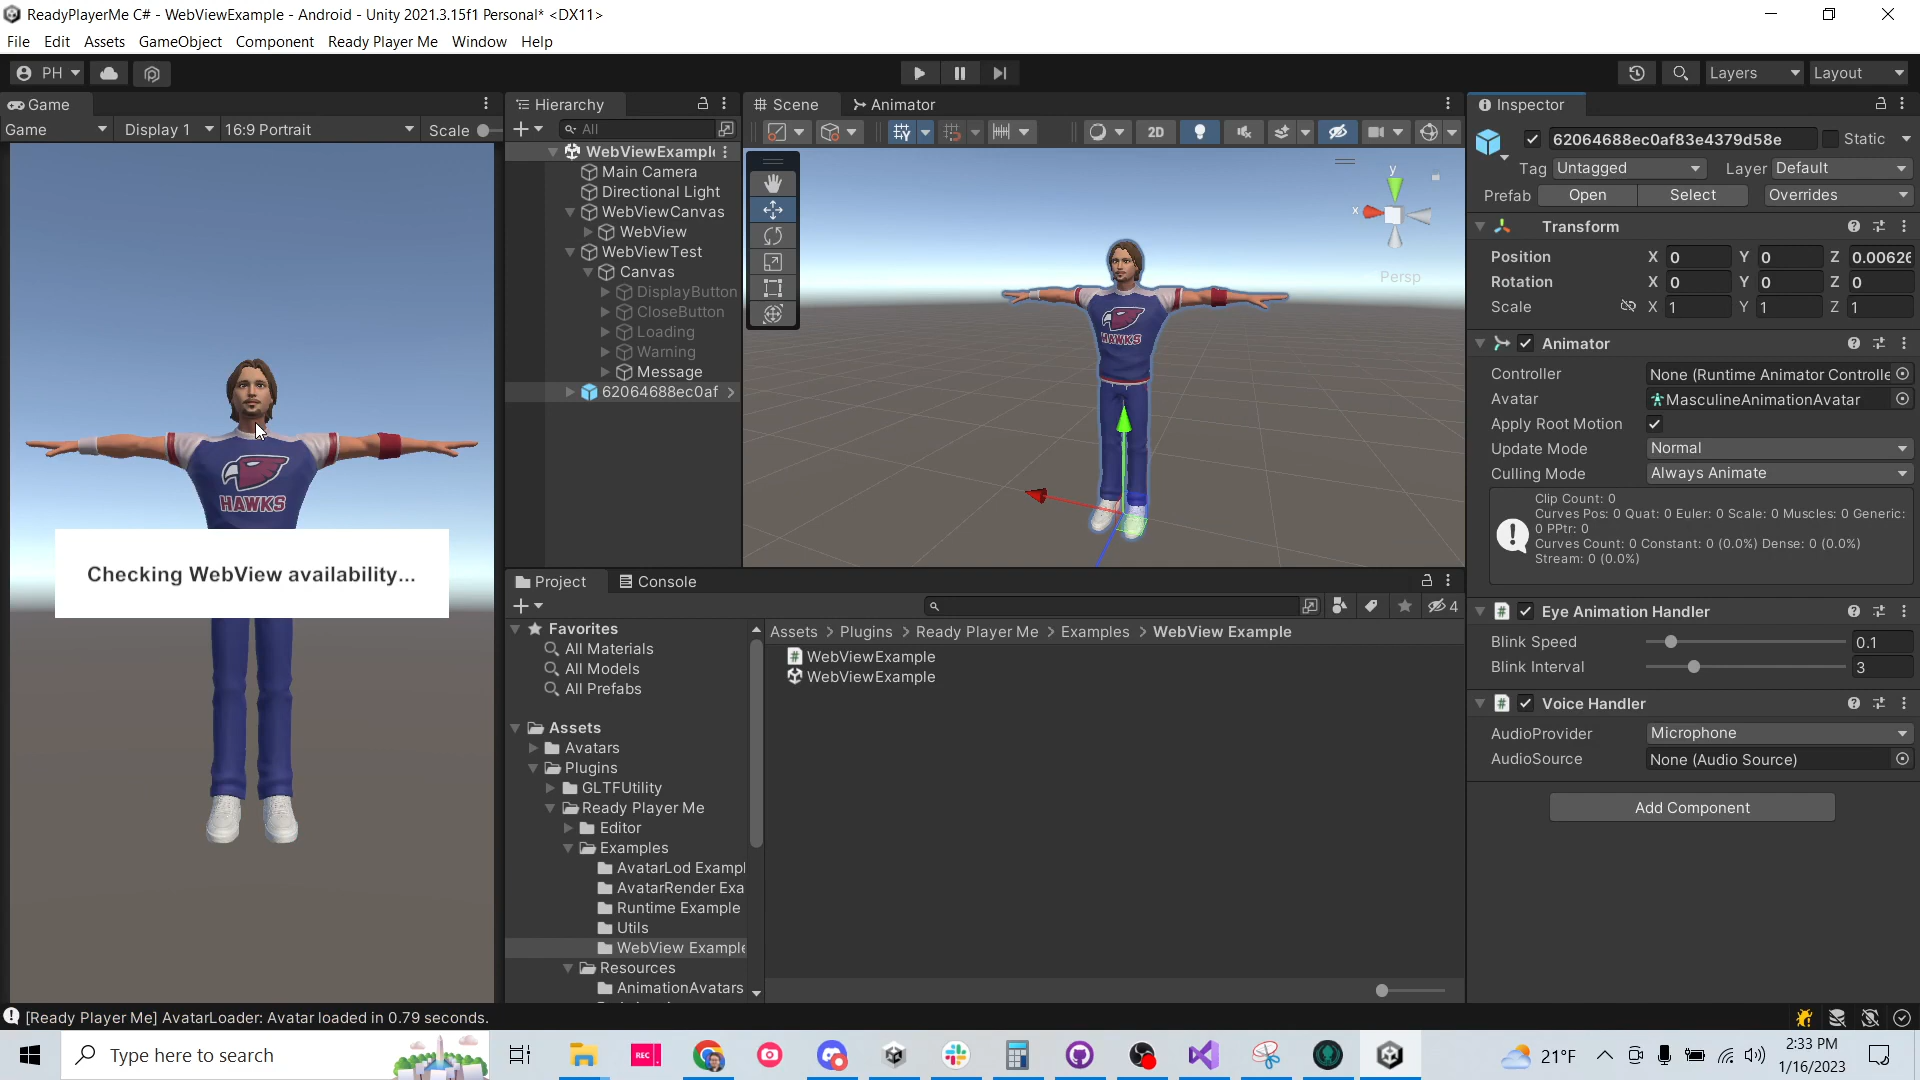 ReadyPlayerMe C# - WebViewExample - Android - Unity 2021.3.15f1 Personal* <DX11>
File Edit Assets GameObject Component Ready Player Me Window Help
PH Layers Layout
Game
Game Display 1 16:9 Portrait Scale
HAWKS
Checking WebView availability...
Hierarchy
All
WebViewExampl
Main Camera
Directional Light
WebViewCanvas
WebView
WebViewTest
Canvas
DisplayButton
CloseButton
Loading
Warning
Message
62064688ec0af
Scene Animator
2D
y
x
Persp
HAWKS
Project Console
4
Favorites
All Materials
All Models
All Prefabs
Assets
Avatars
Plugins
GLTFUtility
Ready Player Me
Editor
Examples
AvatarLod Exampl
AvatarRender Exa
Runtime Example
Utils
WebView Example
Resources
AnimationAvatars
Assets > Plugins > Ready Player Me > Examples > WebView Example
WebViewExample
WebViewExample
Inspector
62064688ec0af83e4379d58e Static
Tag Untagged Layer Default
Prefab Open Select Overrides
Transform
Position X 0 Y 0 Z 0.00626
Rotation X 0 Y 0 Z 0
Scale X 1 Y 1 Z 1
Animator
Controller None (Runtime Animator Controlle
Avatar MasculineAnimationAvatar
Apply Root Motion
Update Mode Normal
Culling Mode Always Animate
Clip Count: 0
Curves Pos: 0 Quat: 0 Euler: 0 Scale: 0 Muscles: 0 Generic:
0 PPtr: 0
Curves Count: 0 Constant: 0 (0.0%) Dense: 0 (0.0%)
Stream: 0 (0.0%)
Eye Animation Handler
Blink Speed 0.1
Blink Interval 3
Voice Handler
AudioProvider Microphone
AudioSource None (Audio Source)
Add Component
[Ready Player Me] AvatarLoader: Avatar loaded in 0.79 seconds.
Type here to search
REC
21°F
2:33 PM
1/16/2023